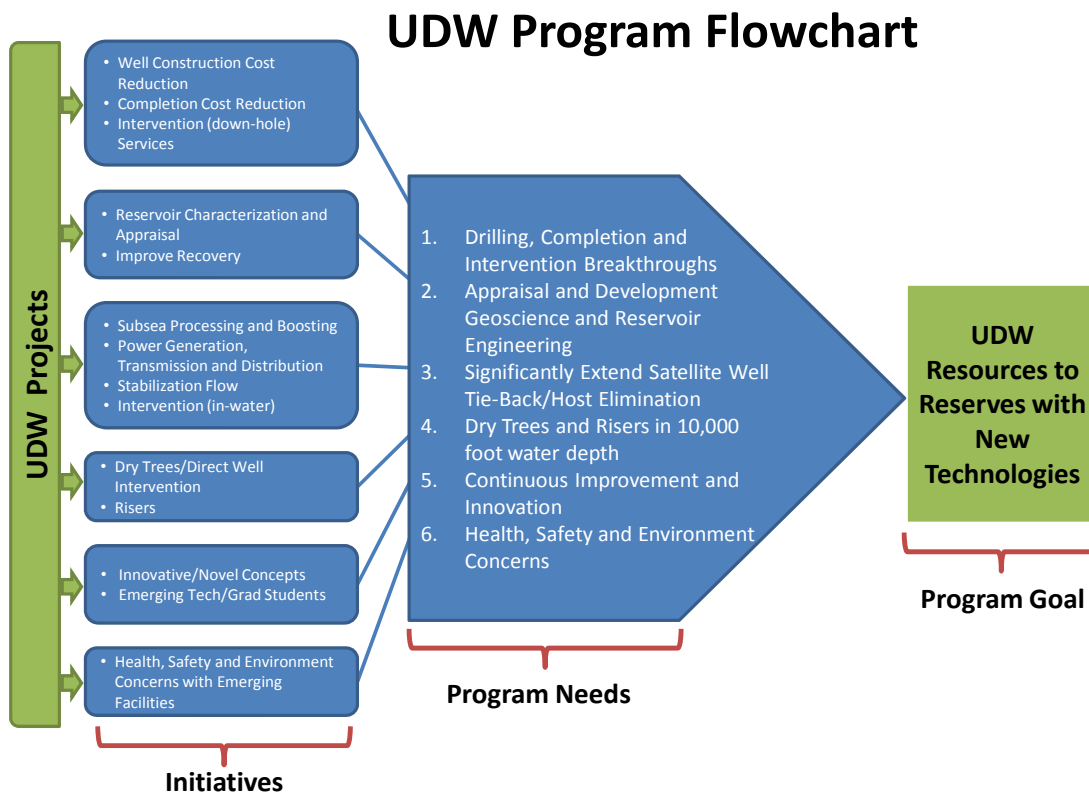 UDW Program Flowchart
UDW Projects
• Well Construction Cost
Reduction
• Completion Cost Reduction
• Intervention (down-hole)
Services
• Reservoir Characterization and
Appraisal
• Improve Recovery
• Subsea Processing and Boosting
• Power Generation,
Transmission and Distribution
• Stabilization Flow
• Intervention (in-water)
• Dry Trees/Direct Well
Intervention
• Risers
• Innovative/Novel Concepts
• Emerging Tech/Grad Students
• Health, Safety and Environment
Concerns with Emerging
Facilities
Initiatives
1. Drilling, Completion and
Intervention Breakthroughs
2. Appraisal and Development
Geoscience and Reservoir
Engineering
3. Significantly Extend Satellite Well
Tie-Back/Host Elimination
4. Dry Trees and Risers in 10,000
foot water depth
5. Continuous Improvement and
Innovation
6. Health, Safety and Environment
Concerns
Program Needs
UDW
Resources to
Reserves with
New
Technologies
Program Goal